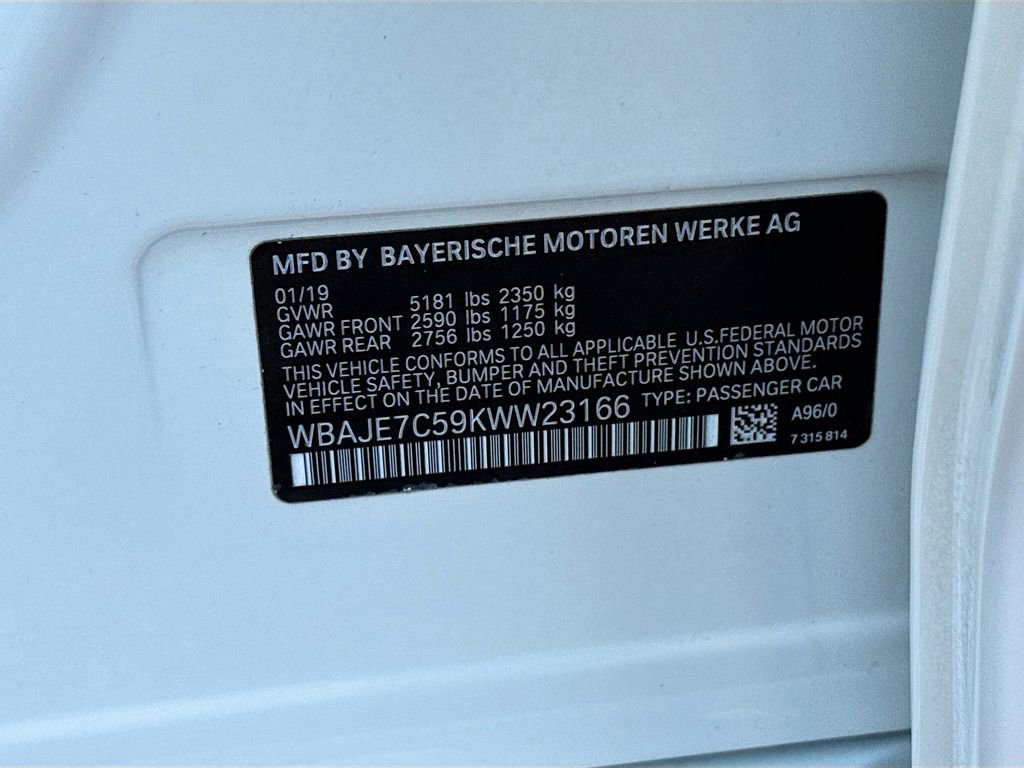 MFD BY BAYERISCHE MOTOREN WERKE AG
01/19
GVWR 5181 lbs 2350 kg
GAWR FRONT 2590 lbs 1175 kg
GAWR REAR 2756 lbs 1250 kg
THIS VEHICLE CONFORMS TO ALL APPLICABLE U.S.FEDERAL MOTOR
VEHICLE SAFETY, BUMPER AND THEFT PREVENTION STANDARDS
IN EFFECT ON THE DATE OF MANUFACTURE SHOWN ABOVE.
WBAJE7C59KWW23166 TYPE: PASSENGER CAR
A96/0
7 315 814